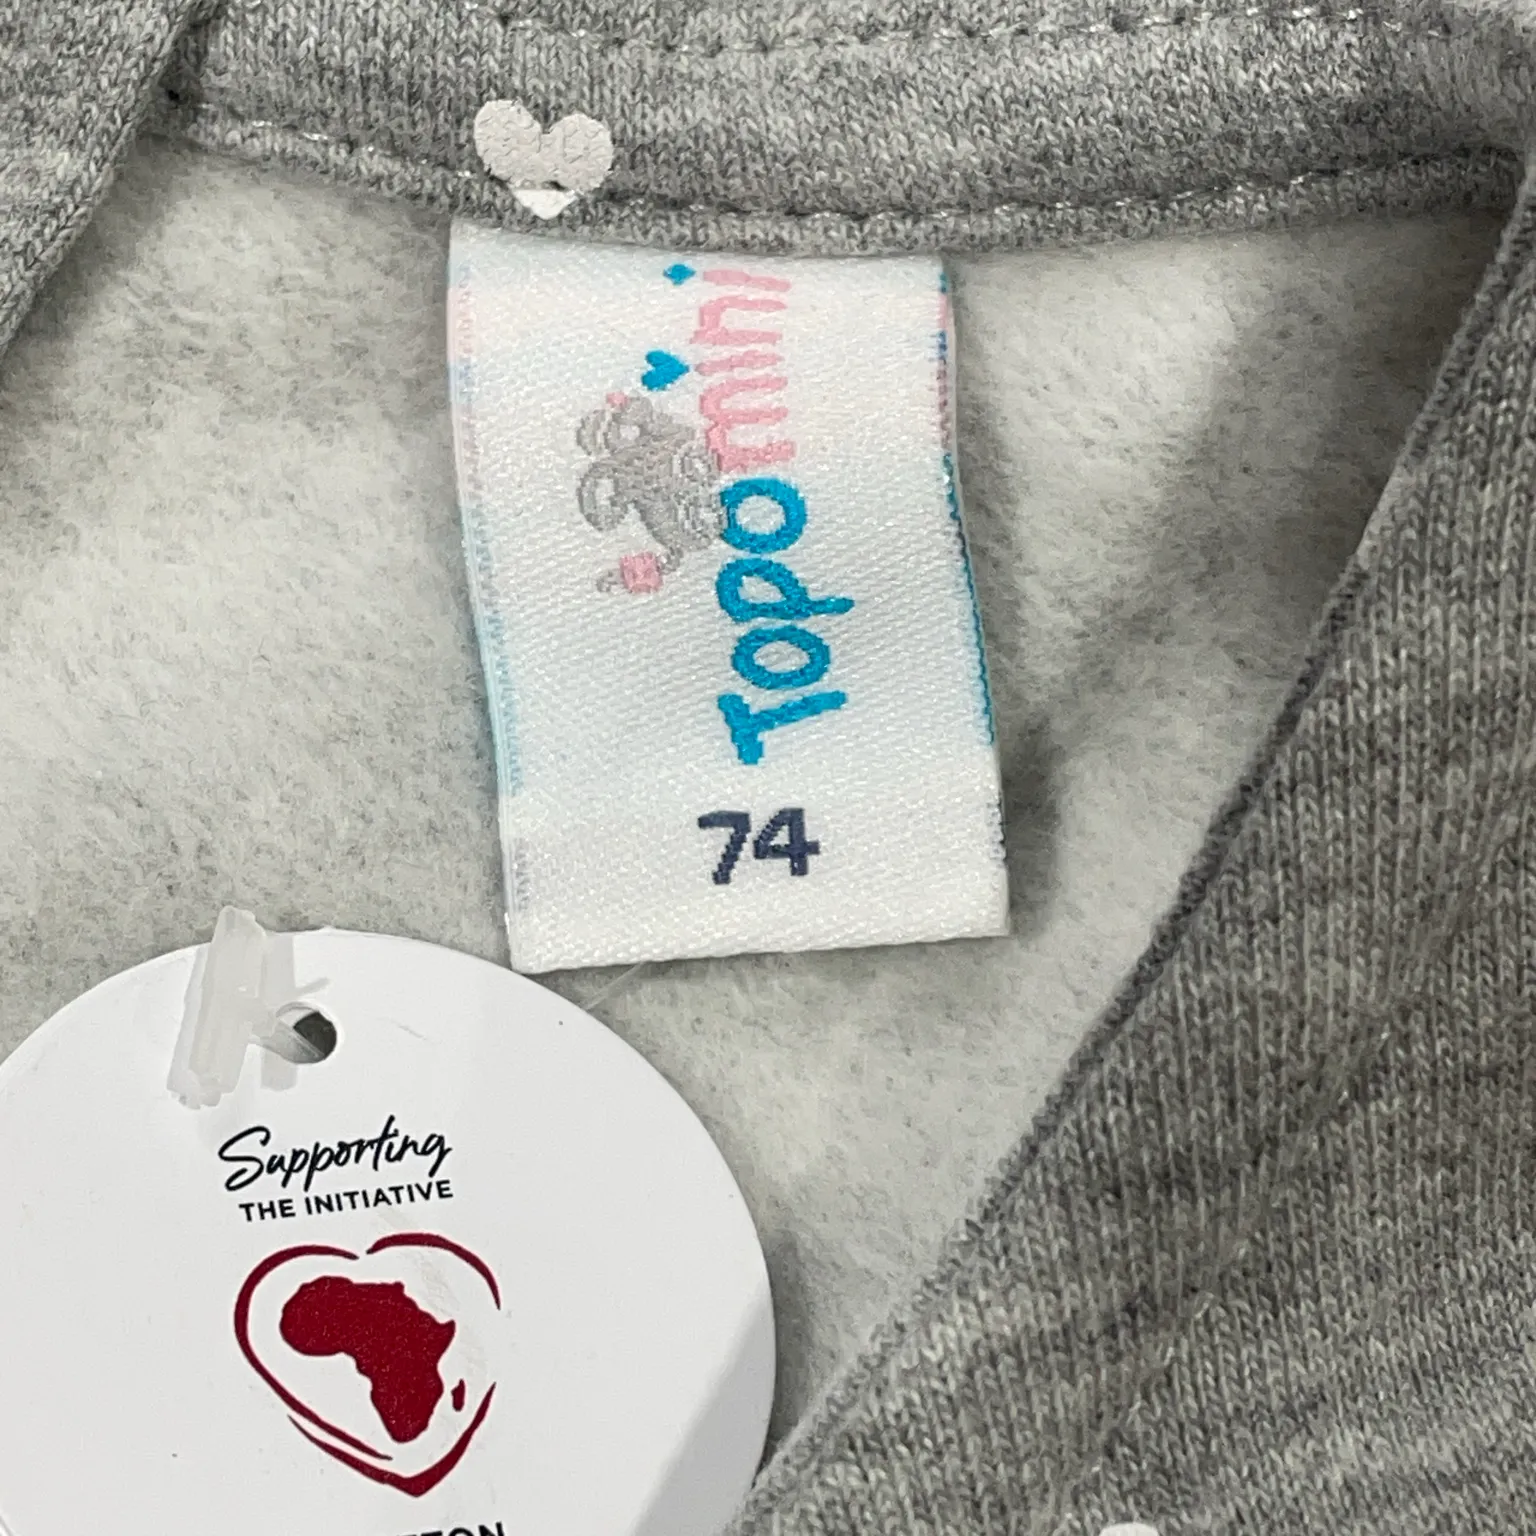 Topomini
74
Supporting
THE INITIATIVE